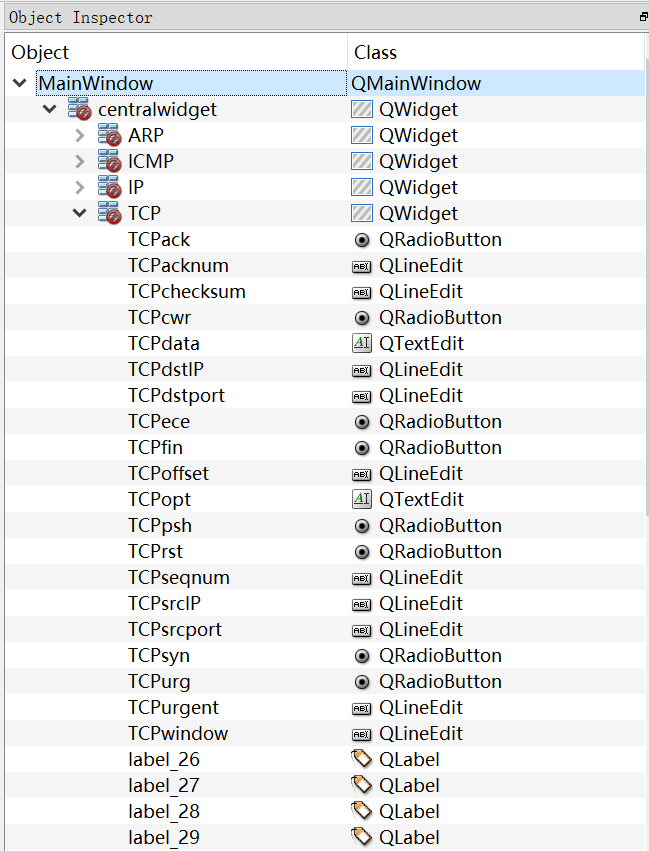 Object Inspector
Object Class
MainWindow QMainWindow
centralwidget QWidget
ARP QWidget
ICMP QWidget
IP QWidget
TCP QWidget
TCPack QRadioButton
TCPacknum QLineEdit
TCPchecksum QLineEdit
TCPcwr QRadioButton
TCPdata QTextEdit
TCPdstIP QLineEdit
TCPdstport QLineEdit
TCPece QRadioButton
TCPfin QRadioButton
TCPoffset QLineEdit
TCPopt QTextEdit
TCPpsh QRadioButton
TCPrst QRadioButton
TCPseqnum QLineEdit
TCPsrcIP QLineEdit
TCPsrcport QLineEdit
TCPsyn QRadioButton
TCPurg QRadioButton
TCPurgent QLineEdit
TCPwindow QLineEdit
label_26 QLabel
label_27 QLabel
label_28 QLabel
label_29 QLabel